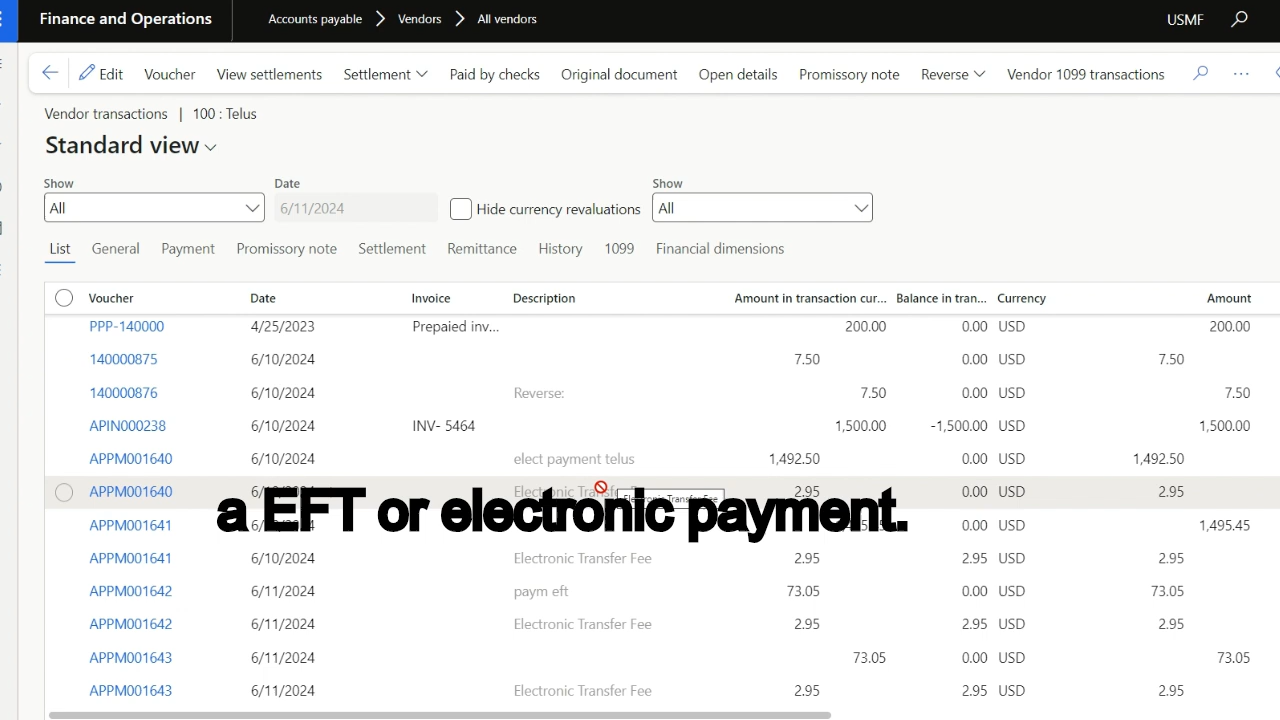 Finance and Operations Accounts payable Vendors All vendors USMF
Edit Voucher View settlements Settlement Paid by checks Original document Open details Promissory note Reverse Vendor 1099 transactions
Vendor transactions | 100 : Telus
Standard view
Show Date Show
All 6/11/2024 Hide currency revaluations All
List General Payment Promissory note Settlement Remittance History 1099 Financial dimensions
Voucher Date Invoice Description Amount in transaction cur... Balance in tran... Currency Amount
PPP-140000 4/25/2023 Prepaied inv... 200.00 0.00 USD 200.00
140000875 6/10/2024 7.50 0.00 USD 7.50
140000876 6/10/2024 Reverse: 7.50 0.00 USD 7.50
APIN000238 6/10/2024 INV- 5464 1,500.00 -1,500.00 USD 1,500.00
APPM001640 6/10/2024 elect payment telus 1,492.50 0.00 USD 1,492.50
APPM001640 Electronic 2.95 0.00 USD 2.95
Electronic Transfer Fee
a EFT or electronic payment.
APPM001641 USD 1,495.45
APPM001641 6/10/2024 Electronic Transfer Fee 2.95 2.95 USD 2.95
APPM001642 6/11/2024 paym eft 73.05 0.00 USD 73.05
APPM001642 6/11/2024 Electronic Transfer Fee 2.95 2.95 USD 2.95
APPM001643 6/11/2024 73.05 0.00 USD 73.05
APPM001643 6/11/2024 Electronic Transfer Fee 2.95 2.95 USD 2.95